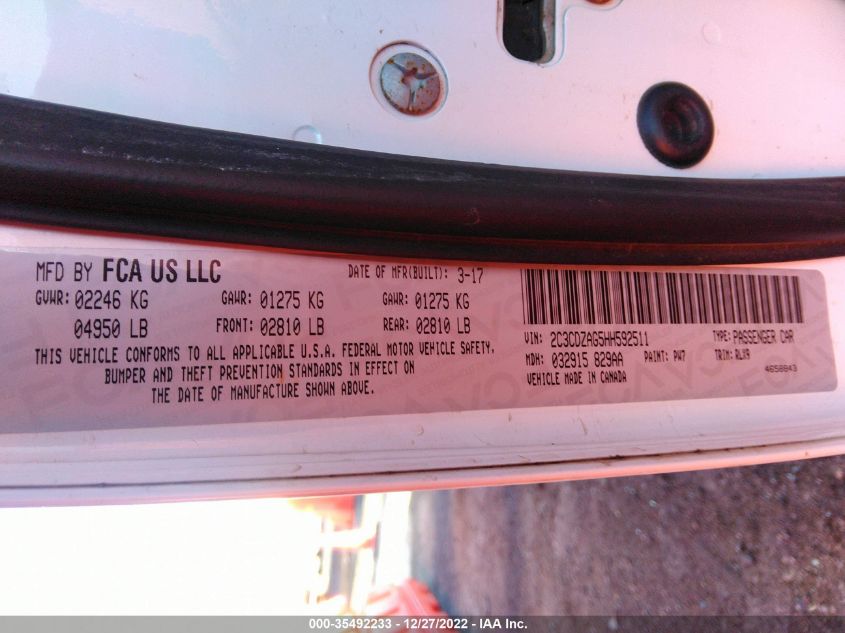 MFD BY FCA US LLC DATE OF MFR(BUILT): 3-17
GVWR: 02246 KG GAWR: 01275 KG GAWR: 01275 KG
04950 LB FRONT: 02810 LB REAR: 02810 LB
THIS VEHICLE CONFORMS TO ALL APPLICABLE U.S.A. FEDERAL MOTOR VEHICLE SAFETY,
BUMPER AND THEFT PREVENTION STANDARDS IN EFFECT ON
THE DATE OF MANUFACTURE SHOWN ABOVE.
VIN: 2C3CDZAG5HH592511 TYPE: PASSENGER CAR
MDH: 032915 829AA PAINT: PW7 TRIM: RLX9
VEHICLE MADE IN CANADA 4658843
000-35492233 - 12/27/2022 - IAA Inc.